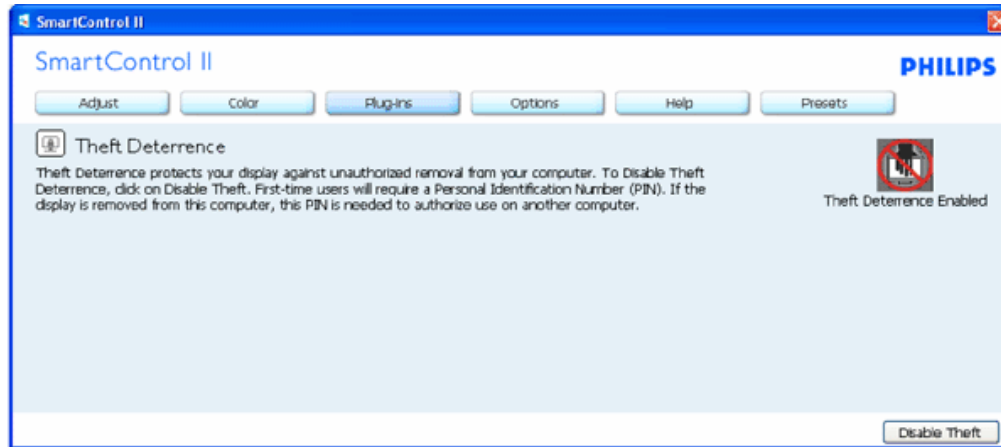 SmartControl II
SmartControl II
PHILIPS
Adjust
Color
Plug-Ins
Options
Help
Presets
Theft Deterrence
Theft Deterrence protects your display against unauthorized removal from your computer. To Disable Theft
Deterrence, click on Disable Theft. First-time users will require a Personal Identification Number (PIN). If the
display is removed from this computer, this PIN is needed to authorize use on another computer.
Theft Deterrence Enabled
Disable Theft